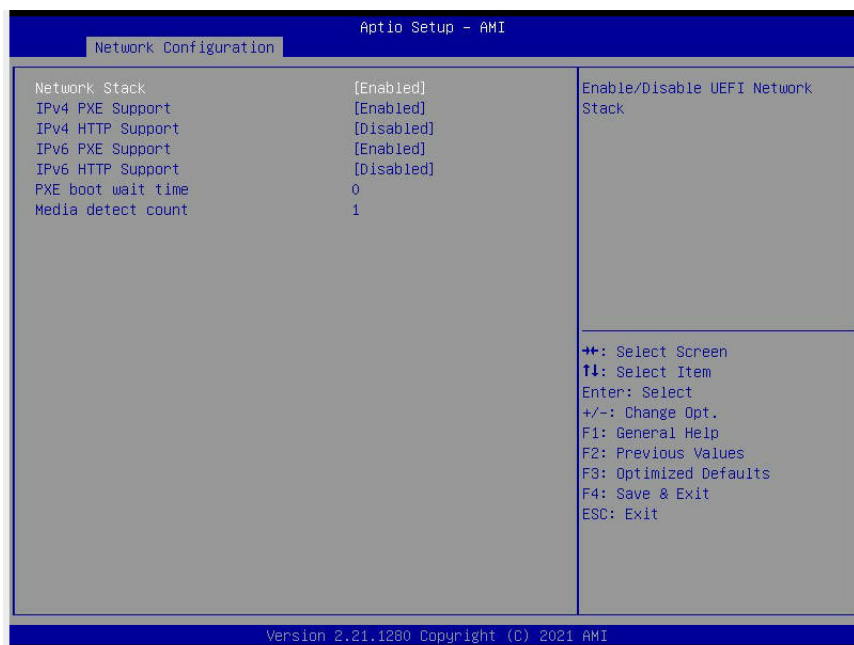 Aptio Setup - AMI
Network Configuration
Network Stack [Enabled]
IPv4 PXE Support [Enabled]
IPv4 HTTP Support [Disabled]
IPv6 PXE Support [Enabled]
IPv6 HTTP Support [Disabled]
PXE boot wait time 0
Media detect count 1
Enable/Disable UEFI Network
Stack
→←: Select Screen
↑↓: Select Item
Enter: Select
+/-: Change Opt.
F1: General Help
F2: Previous Values
F3: Optimized Defaults
F4: Save & Exit
ESC: Exit
Version 2.21.1280 Copyright (C) 2021 AMI